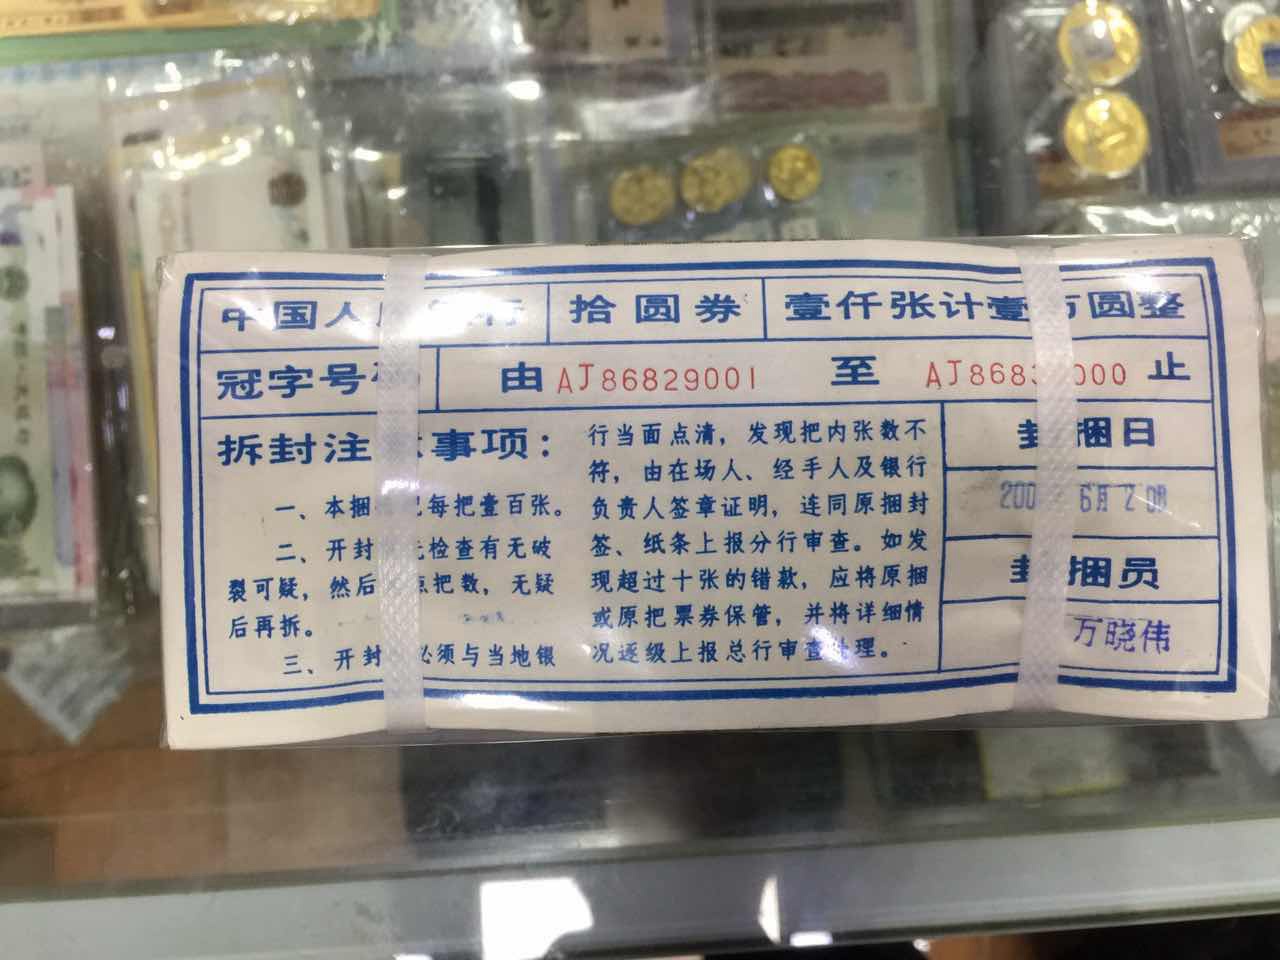 中国人 行 拾圆券 壹仟张计壹 万圆整
冠字号 由 AJ86829001 至 AJ868 000 止
拆封注 事项：
一、本捆 每把壹百张。
二、开封 检查有无破
裂可疑，然后 点把数，无疑
后再拆。
三、开封 必须与当地银
行当面点清，发现把内张数不
符，由在场人、经手人及银行
负责人签章证明，连同原捆封
签、纸条上报分行审查。如发
现超过十张的错款，应将原捆
或原把票券保管，并将详细情
况逐级上报总行审查处理。
封捆日
200 6月2 0日
封捆员
万晓伟